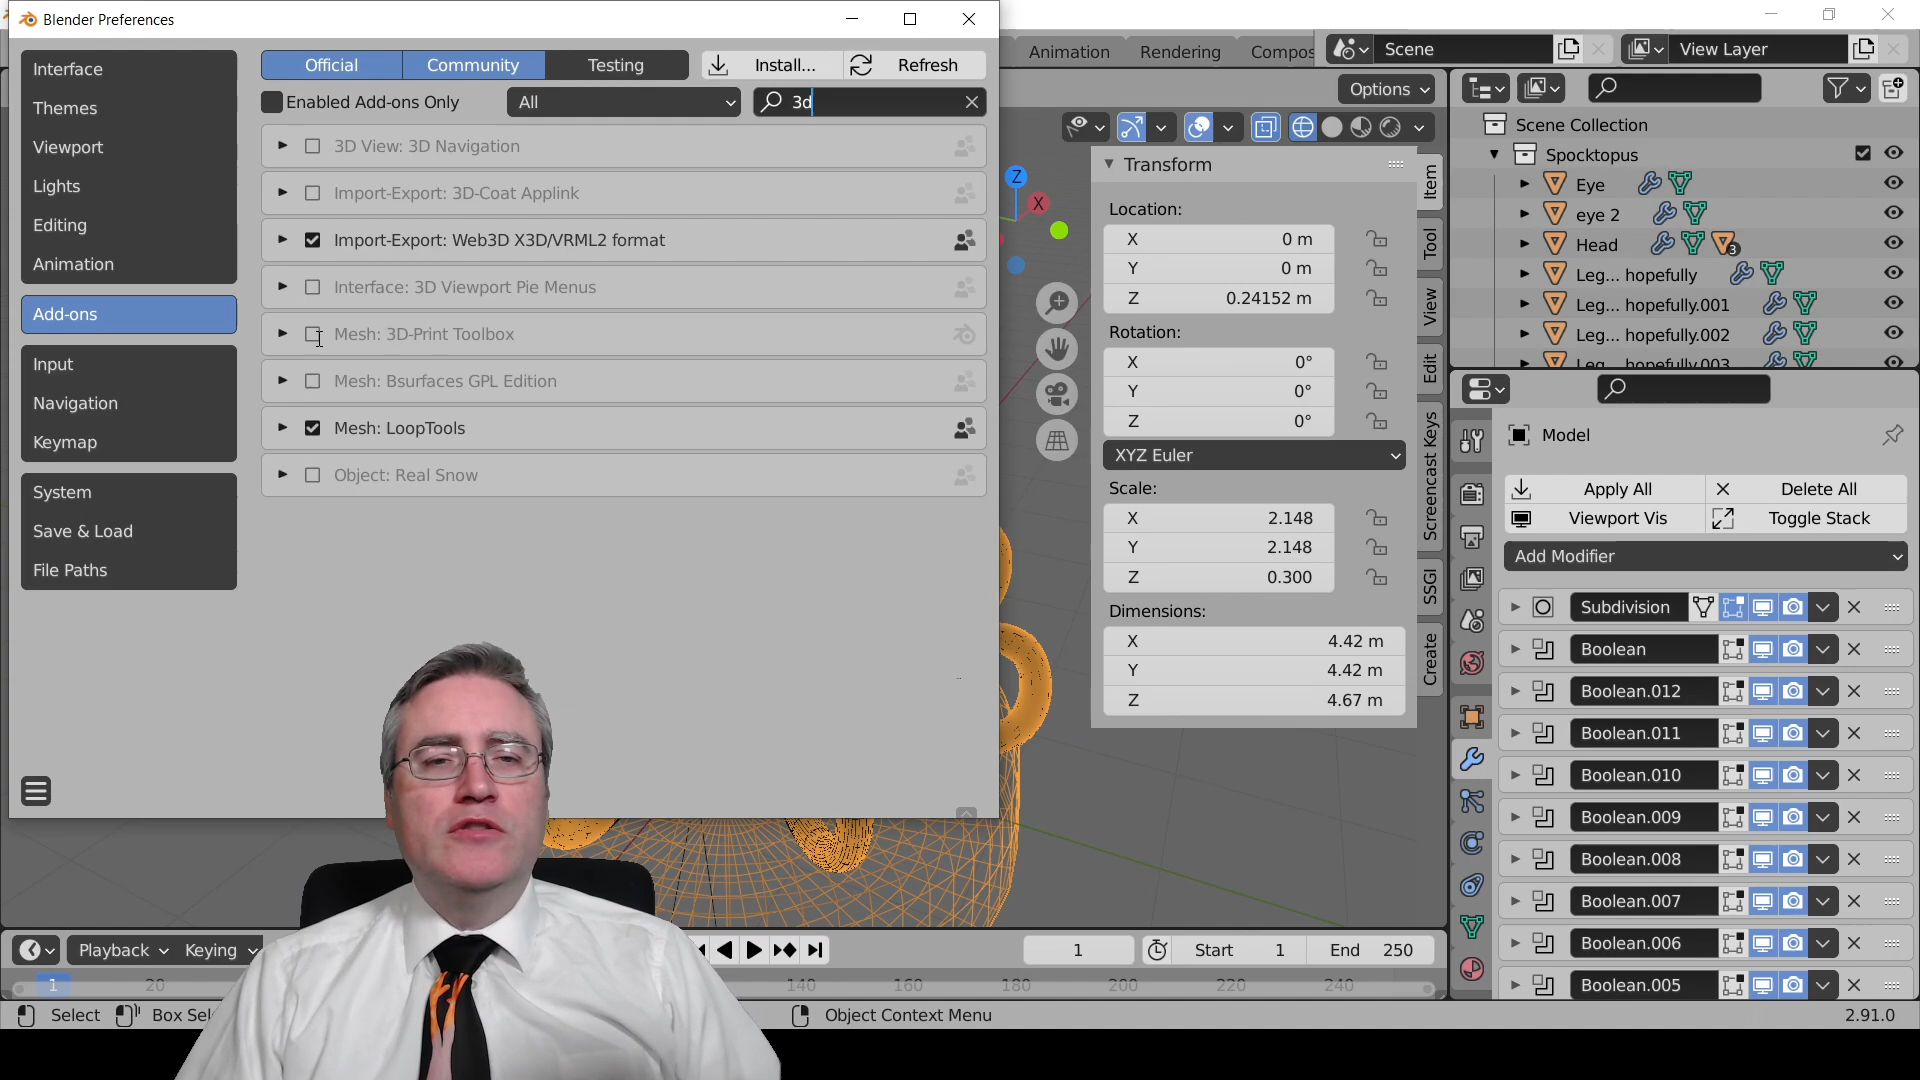 Blender Preferences
Interface
Themes
Viewport
Lights
Editing
Animation
Add-ons
Input
Navigation
Keymap
System
Save & Load
File Paths
Official
Community
Testing
Install...
Refresh
Enabled Add-ons Only
All
3d
3D View: 3D Navigation
Import-Export: 3D-Coat Applink
Import-Export: Web3D X3D/VRML2 format
Interface: 3D Viewport Pie Menus
Mesh: 3D-Print Toolbox
Mesh: Bsurfaces GPL Edition
Mesh: LoopTools
Object: Real Snow
Animation
Rendering
Compos
Scene
View Layer
Options
Z
X
Transform
Location:
X 0 m
Y 0 m
Z 0.24152 m
Rotation:
X 0°
Y 0°
Z 0°
XYZ Euler
Scale:
X 2.148
Y 2.148
Z 0.300
Dimensions:
X 4.42 m
Y 4.42 m
Z 4.67 m
Item
Tool
View
Edit
Screencast Keys
SSGI
Create
Scene Collection
Spocktopus
Eye
eye 2
Head
3
Leg... hopefully
Leg... hopefully.001
Leg... hopefully.002
Leg... hopefully.003
Model
Apply All
Delete All
Viewport Vis
Toggle Stack
Add Modifier
Subdivision
Boolean
Boolean.012
Boolean.011
Boolean.010
Boolean.009
Boolean.008
Boolean.007
Boolean.006
Boolean.005
Playback
Keying
1
Start 1
End 250
1
20
140
160
180
200
220
240
Select
Box Sel
Object Context Menu
2.91.0